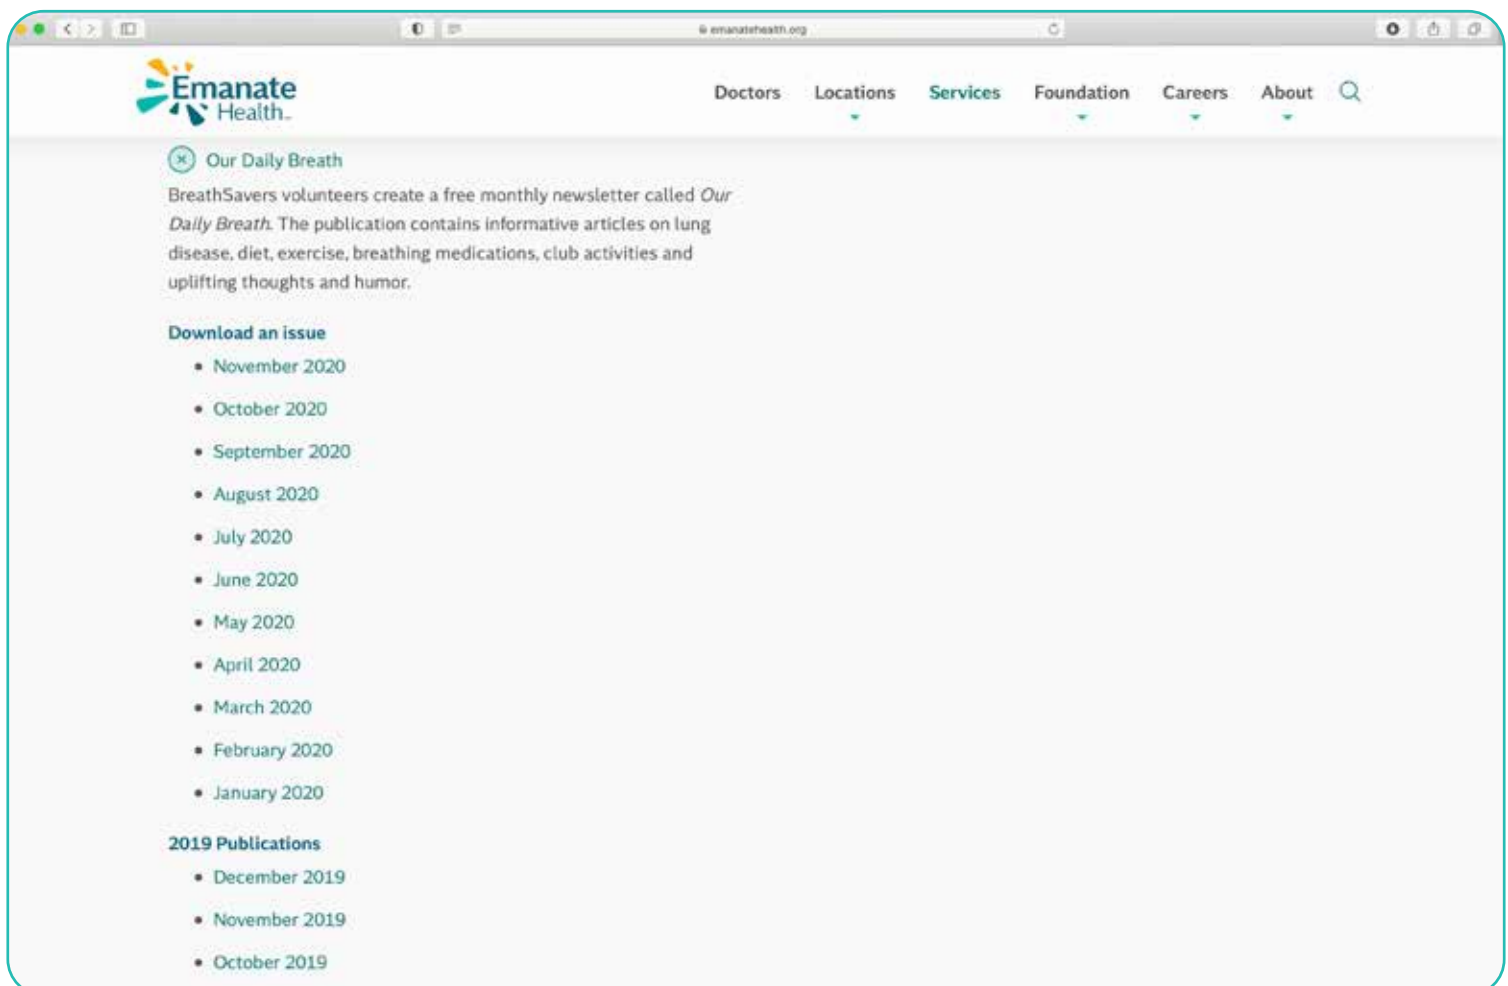 emanatehealth.org
Emanate
Health
Doctors Locations Services Foundation Careers About
Our Daily Breath
BreathSavers volunteers create a free monthly newsletter called Our
Daily Breath. The publication contains informative articles on lung
disease, diet, exercise, breathing medications, club activities and
uplifting thoughts and humor.
Download an issue
• November 2020
• October 2020
• September 2020
• August 2020
• July 2020
• June 2020
• May 2020
• April 2020
• March 2020
• February 2020
• January 2020
2019 Publications
• December 2019
• November 2019
• October 2019